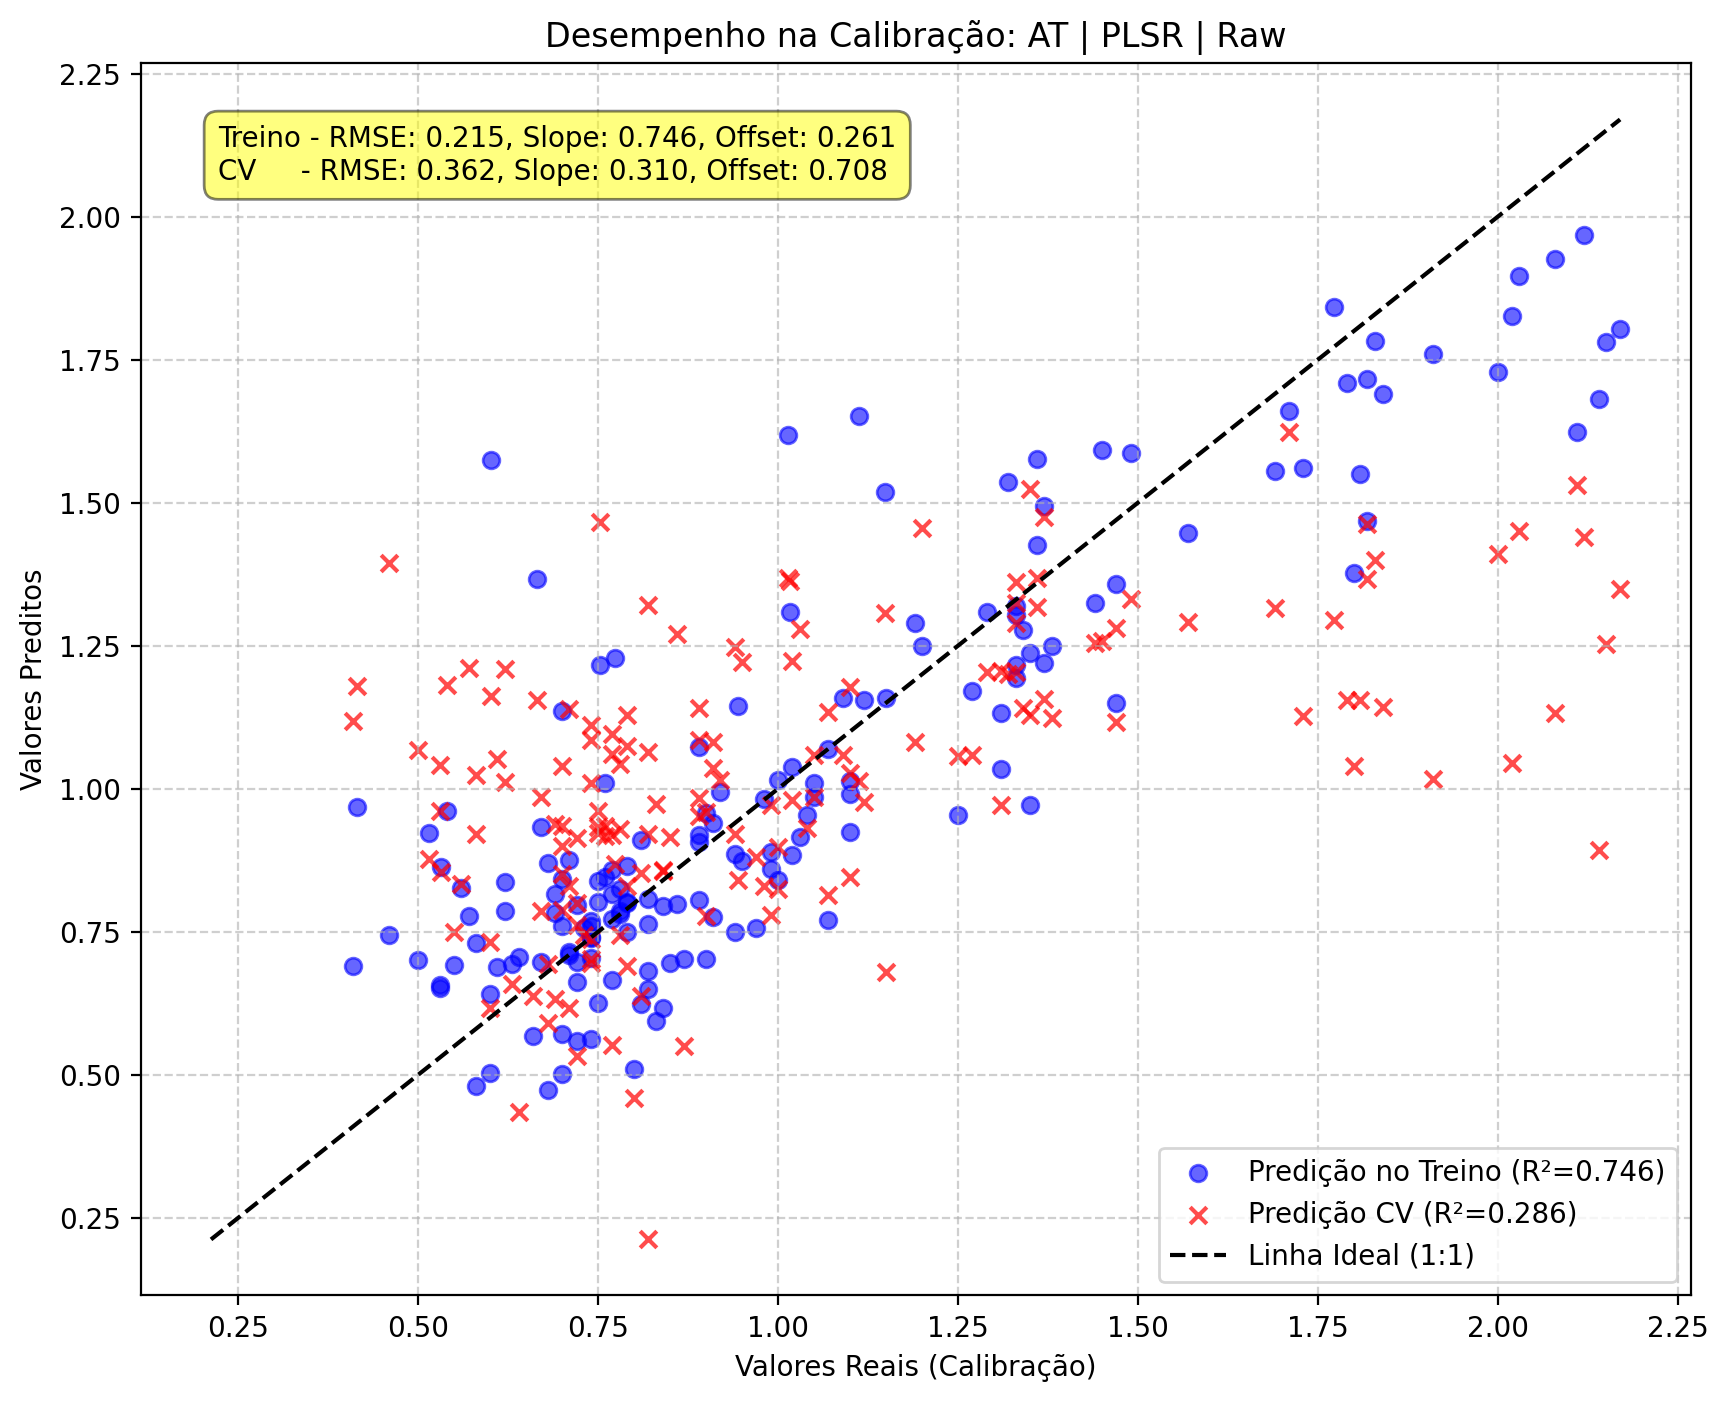 Desempenho na Calibração: AT | PLSR | Raw
2.25
2.00
1.75
1.50
1.25
1.00
0.75
0.50
0.25
Valores Preditos
Treino - RMSE: 0.215, Slope: 0.746, Offset: 0.261
CV - RMSE: 0.362, Slope: 0.310, Offset: 0.708
Predição no Treino (R²=0.746)
Predição CV (R²=0.286)
Linha Ideal (1:1)
0.25 0.50 0.75 1.00 1.25 1.50 1.75 2.00 2.25
Valores Reais (Calibração)